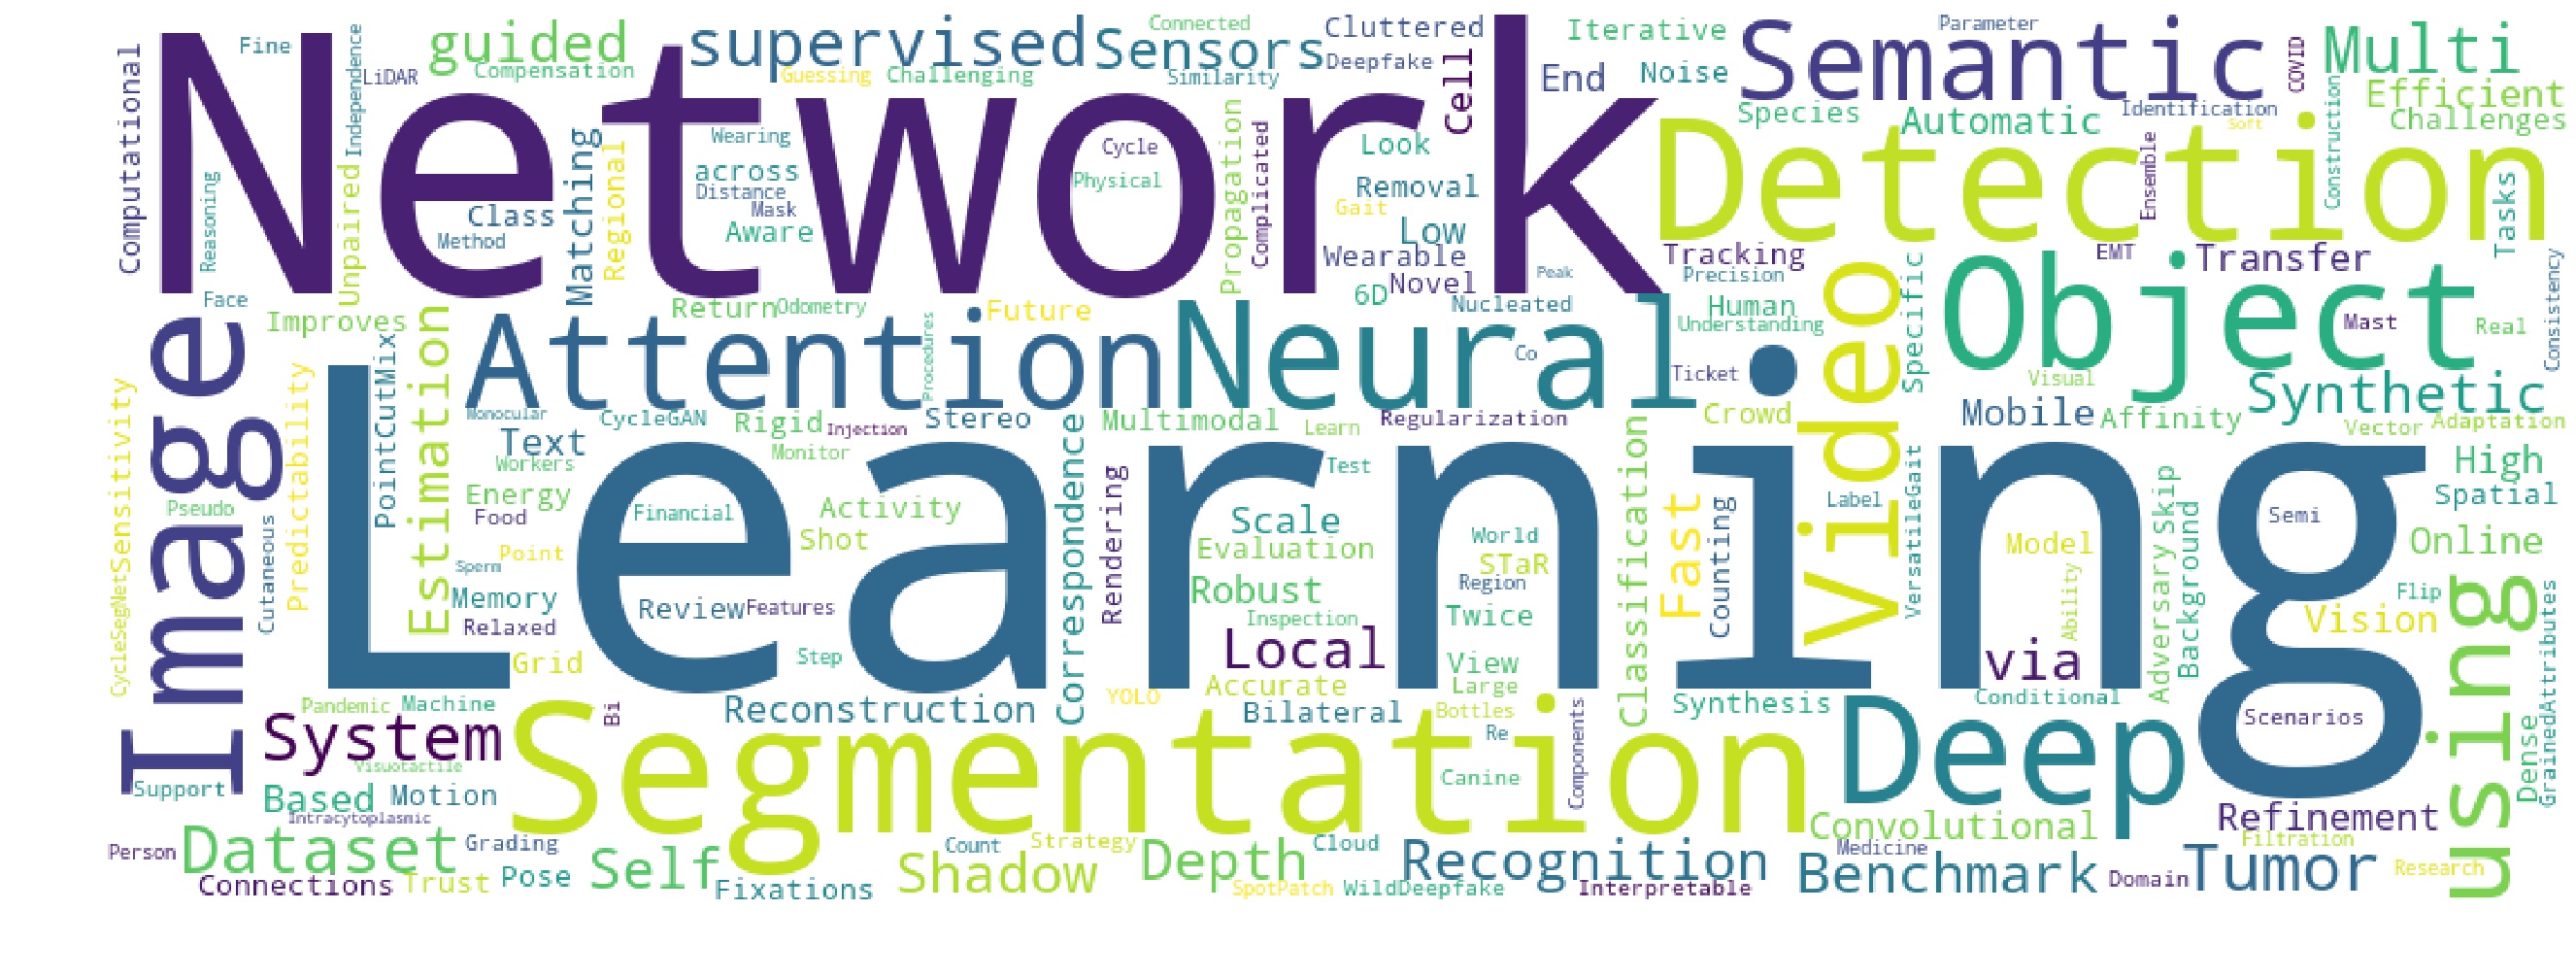 Network
Learning
Segmentation
Detection
Image
Attention
Neural
Object
video
Semantic
Deep
using
supervised
Sensors
guided
Multi
Synthetic
System
Dataset
Self
Shadow
Depth
Recognition
Benchmark
Tumor
Local
via
Fast
Estimation
Computational
Fine
Independence
LiDAR
Compensation
Guessing
Challenging
Connected
Similarity
Cluttered
Deepfake
Cell
End
Iterative
Noise
Parameter
COVID
Efficient
Challenges
Construction
Species
Automatic
Identification
Soft
Ensemble
Tasks
Reasoning
Unpaired
Class
Method
Matching
Regional
Wearing
across
Distance
Mask
Aware
Cycle
Physical
Propagation
Complicated
Look
Removal
Gait
Low
Wearable
Novel
6D
Peak
Nucleated
Tracking
Precision
Human
Understanding
EMT
Transfer
Specific
Mast
Real
Consistency
Face
Improves
Return
Odometry
Future
Procedures
Co
Ticket
Crowd
Visual
Mobile
Affinity
Vector
Adaptation
Sensitivity
Predictability
PointCutMix
Monocular
CycleGAN
Rigid
Injection
Stereo
Multimodal
Learn
Regularization
Text
Workers
Monitor
Correspondence
Rendering
Test
Classification
Counting
Label
VersatileGait
Skip
High
Spatial
Semi
Pseudo
Cutaneous
CycleSegNet
Energy
Food
Point
Sperm
Financial
Activity
Shot
Scale
Evaluation
World
STaR
Region
Robust
Model
Ability
Adversary
Background
Online
Flip
Vision
GrainedAttributes
Memory
Relaxed
Grid
Review
Features
Step
Inspection
Twice
View
Large
Accurate
YOLO
Bilateral
Bottles
Re
Canine
Components
Synthesis
Conditional
Scenarios
Dense
Pandemic
Machine
Visuotactile
Bi
Reconstruction
Support
Based
Motion
Intracytoplasmic
Refinement
Filtration
Convolutional
Medicine
Person
Grading
Connections
Trust
Pose
Fixations
Count
Strategy
Cloud
SpotPatch
WildDeepfake
Interpretable
Domain
Research